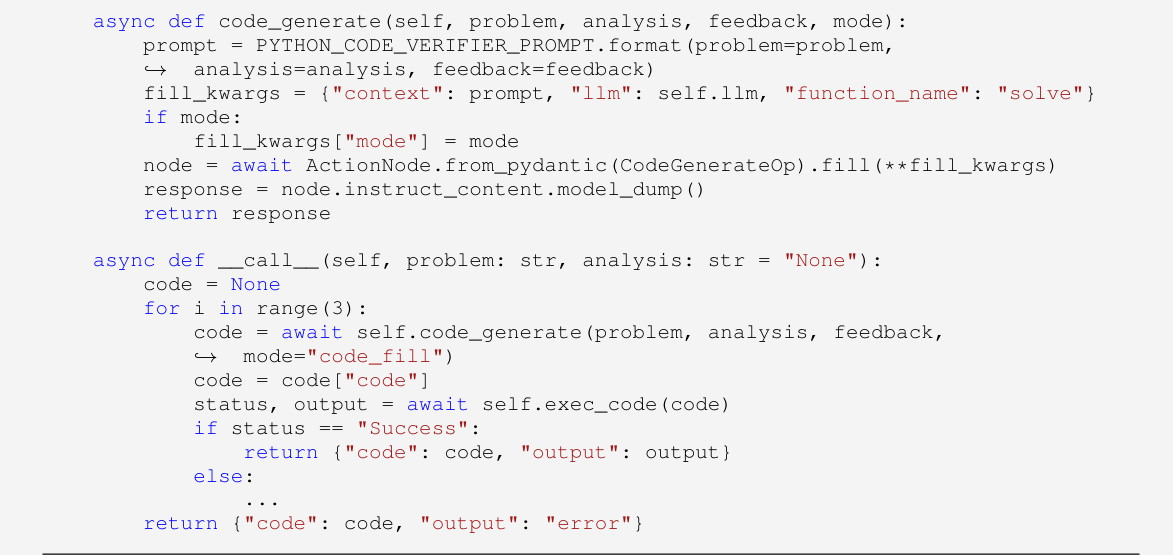 async def code_generate(self, problem, analysis, feedback, mode):
    prompt = PYTHON_CODE_VERIFIER_PROMPT.format(problem=problem,
    ↪  analysis=analysis, feedback=feedback)
    fill_kwargs = {"context": prompt, "llm": self.llm, "function_name": "solve"}
    if mode:
        fill_kwargs["mode"] = mode
    node = await ActionNode.from_pydantic(CodeGenerateOp).fill(**fill_kwargs)
    response = node.instruct_content.model_dump()
    return response

async def __call__(self, problem: str, analysis: str = "None"):
    code = None
    for i in range(3):
        code = await self.code_generate(problem, analysis, feedback,
        ↪  mode="code_fill")
        code = code["code"]
        status, output = await self.exec_code(code)
        if status == "Success":
            return {"code": code, "output": output}
        else:
            ...
    return {"code": code, "output": "error"}